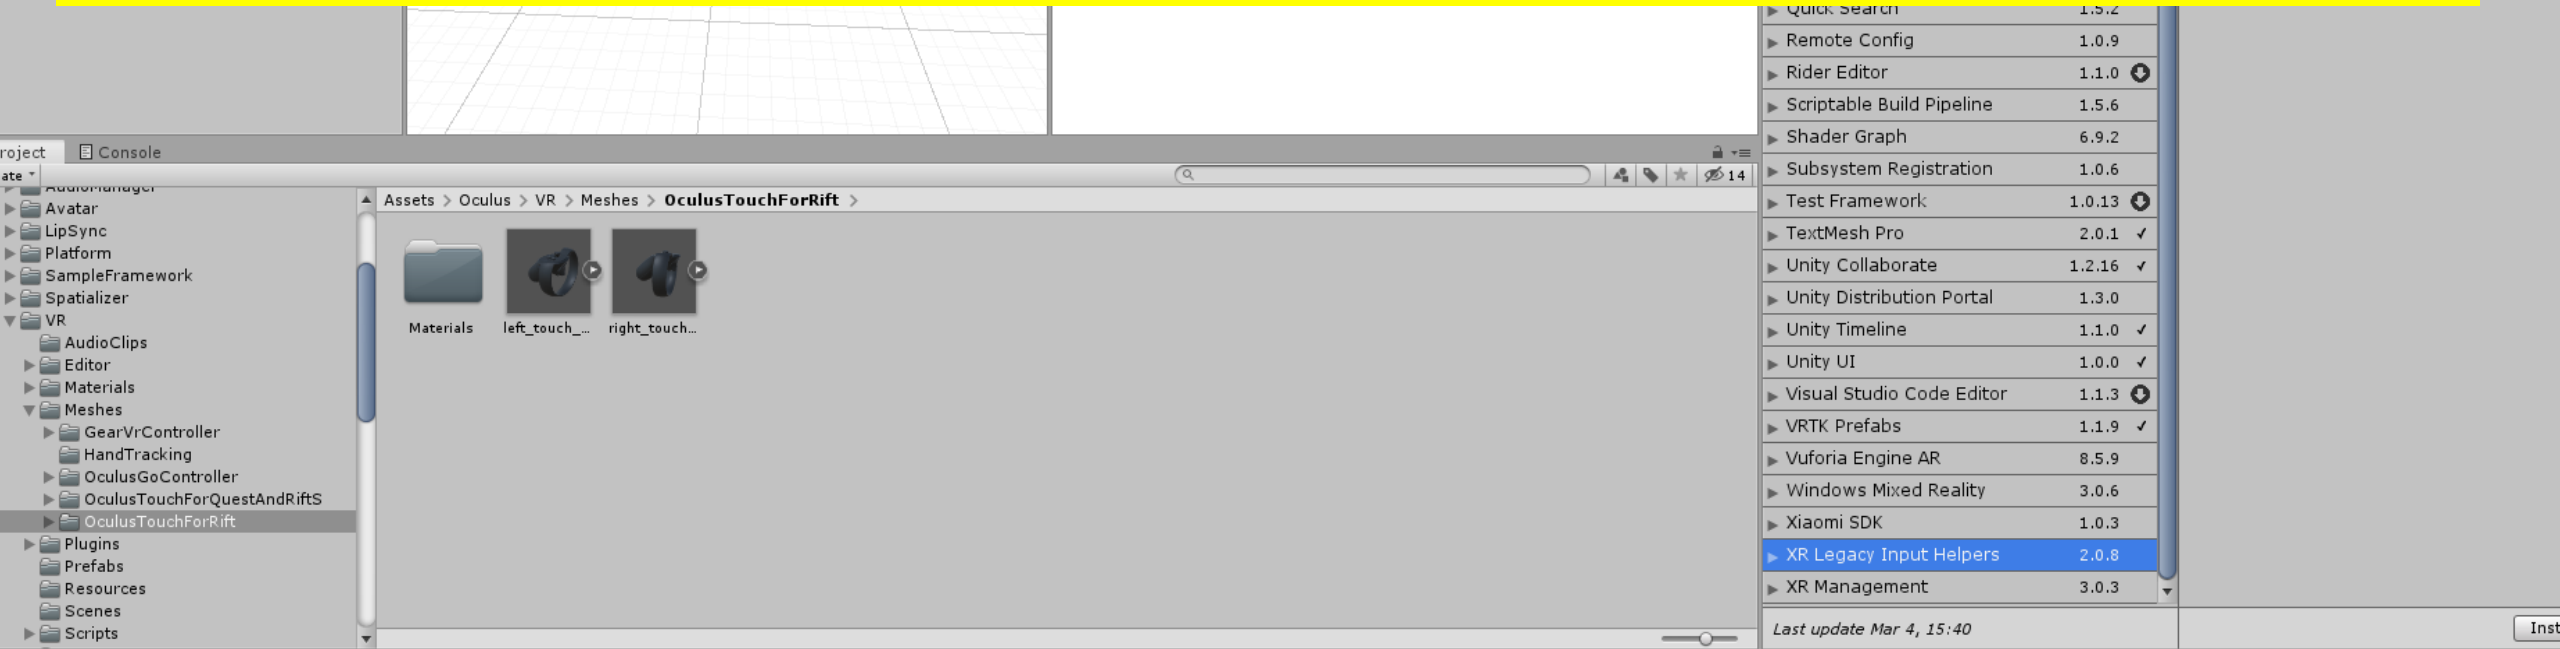 Quick Search 1.5.2
Remote Config 1.0.9
Rider Editor 1.1.0
Scriptable Build Pipeline 1.5.6
Shader Graph 6.9.2
Subsystem Registration 1.0.6
Test Framework 1.0.13
TextMesh Pro 2.0.1 ✓
Unity Collaborate 1.2.16 ✓
Unity Distribution Portal 1.3.0
Unity Timeline 1.1.0 ✓
Unity UI 1.0.0 ✓
Visual Studio Code Editor 1.1.3
VRTK Prefabs 1.1.9 ✓
Vuforia Engine AR 8.5.9
Windows Mixed Reality 3.0.6
Xiaomi SDK 1.0.3
XR Legacy Input Helpers 2.0.8
XR Management 3.0.3
Last update Mar 4, 15:40
Inst
roject Console
ate
14
AudioManager
Avatar
LipSync
Platform
SampleFramework
Spatializer
VR
AudioClips
Editor
Materials
Meshes
GearVrController
HandTracking
OculusGoController
OculusTouchForQuestAndRiftS
OculusTouchForRift
Plugins
Prefabs
Resources
Scenes
Scripts
Assets > Oculus > VR > Meshes > OculusTouchForRift >
Materials left_touch_... right_touch...